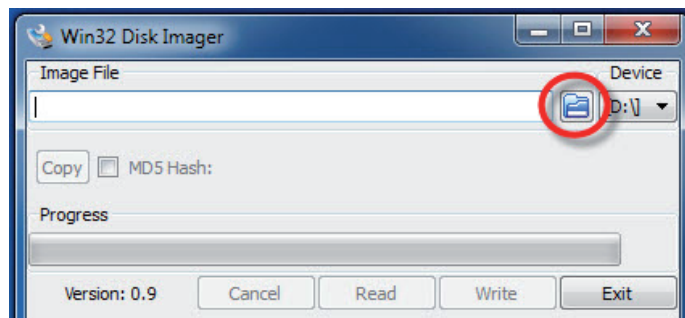 Win32 Disk Imager
Image File Device
[D:\]
Copy MD5 Hash:
Progress
Version: 0.9 Cancel Read Write Exit